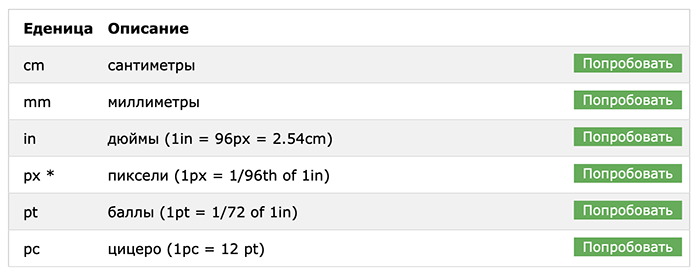 Еденица Описание
cm сантиметры Попробовать
mm миллиметры Попробовать
in дюймы (1in = 96px = 2.54cm) Попробовать
px * пиксели (1px = 1/96th of 1in) Попробовать
pt баллы (1pt = 1/72 of 1in) Попробовать
pc цицеро (1pc = 12 pt) Попробовать